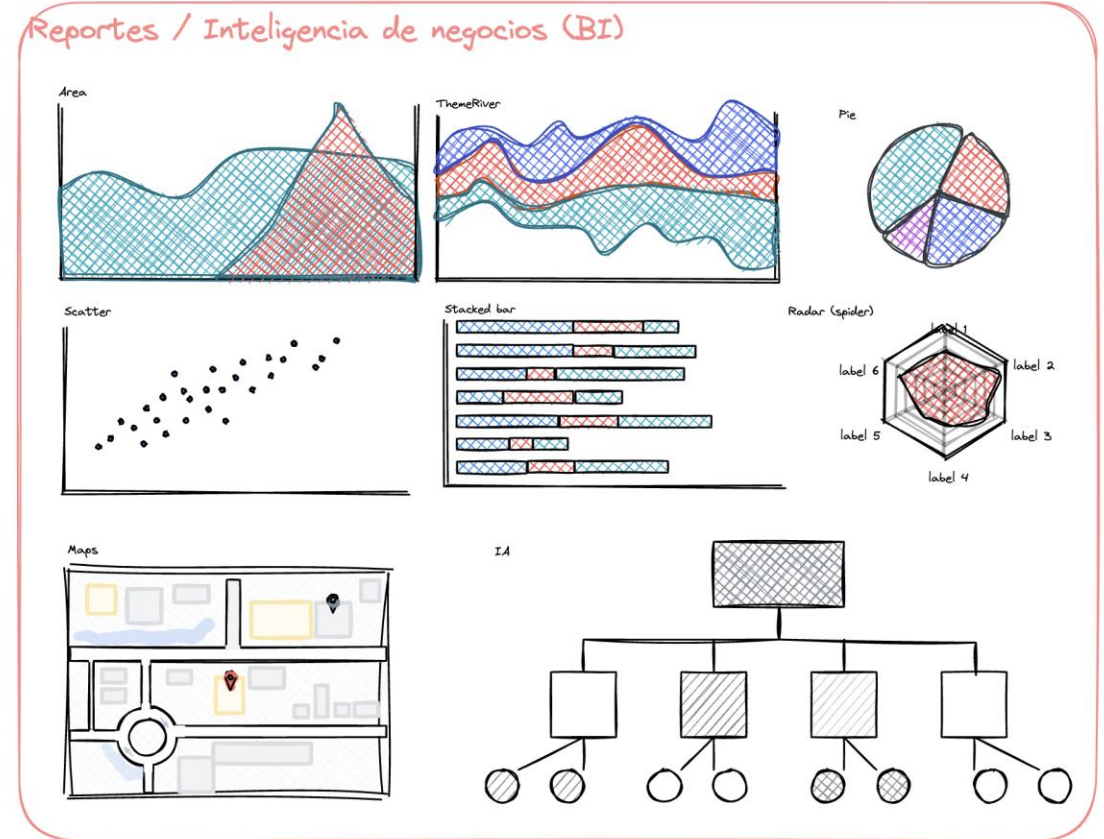 Reportes / Inteligencia de negocios (BI)
Area
ThemeRiver
Pie
Scatter
Stacked bar
Radar (spider)
label 1
label 6
label 2
label 5
label 3
label 4
Maps
IA